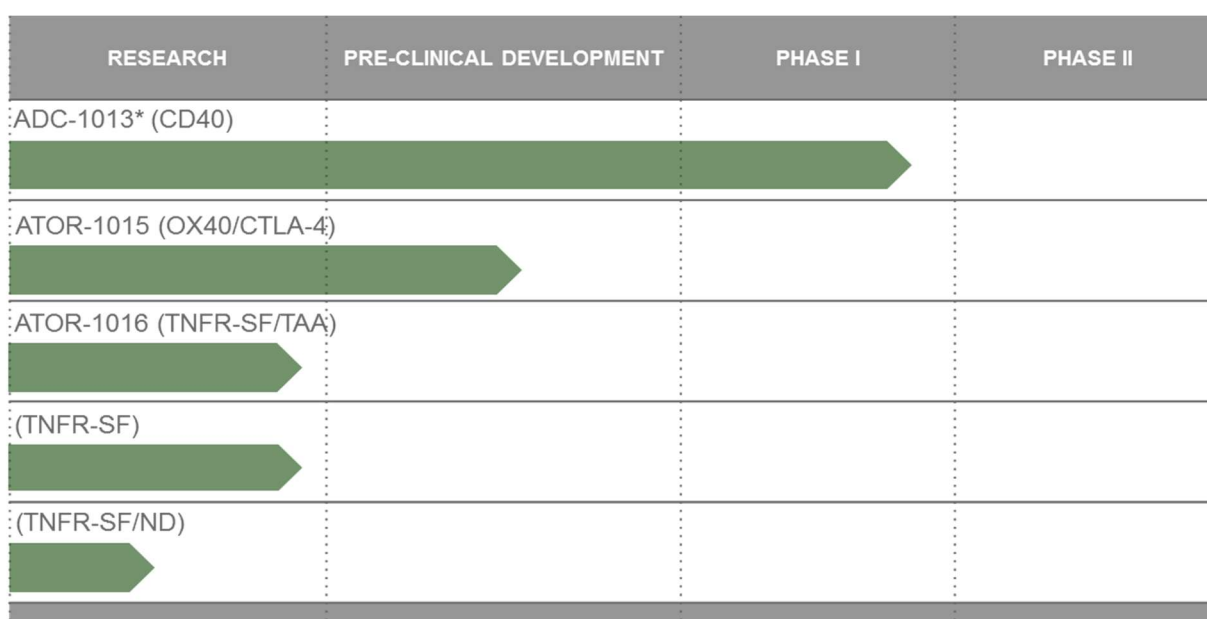 RESEARCH PRE-CLINICAL DEVELOPMENT PHASE I PHASE II
ADC-1013* (CD40)
ATOR-1015 (OX40/CTLA-4)
ATOR-1016 (TNFR-SF/TAA)
(TNFR-SF)
(TNFR-SF/ND)